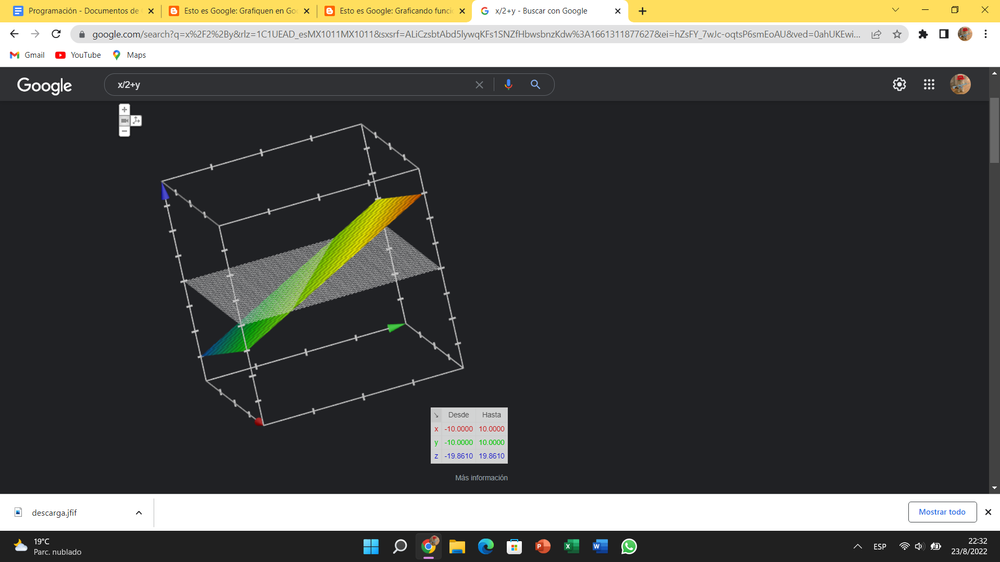 Programación - Documentos de
Esto es Google: Grafiquen en Go
Esto es Google: Graficando funci
x/2+y - Buscar con Google
google.com/search?q=x%2F2%2By&rlz=1C1UEAD_esMX1011MX1011&sxsrf=ALiCzsbtAbd5lywqKFs1SNZfHbwsbnzKdw%3A1661311877627&ei=hZsFY_7wJc-oqtsP6smEoAU&ved=0ahUKEwi...
Gmail
YouTube
Maps
Google
x/2+y
Desde Hasta
x -10.0000 10.0000
y -10.0000 10.0000
z -19.8610 19.8610
Más información
descarga.jfif
Mostrar todo
19°C
Parc. nublado
ESP
22:32
23/8/2022